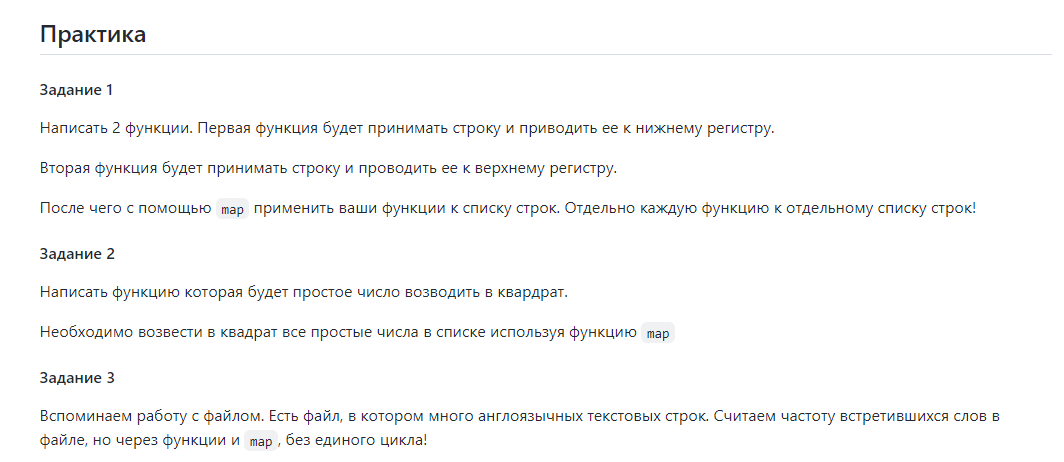 Практика
Задание 1
Написать 2 функции. Первая функция будет принимать строку и приводить ее к нижнему регистру.
Вторая функция будет принимать строку и проводить ее к верхнему регистру.
После чего с помощью map применить ваши функции к списку строк. Отдельно каждую функцию к отдельному списку строк!
Задание 2
Написать функцию которая будет простое число возводить в квардрат.
Необходимо возвести в квадрат все простые числа в списке используя функцию map
Задание 3
Вспоминаем работу с файлом. Есть файл, в котором много англоязычных текстовых строк. Считаем частоту встретившихся слов в
файле, но через функции и map, без единого цикла!